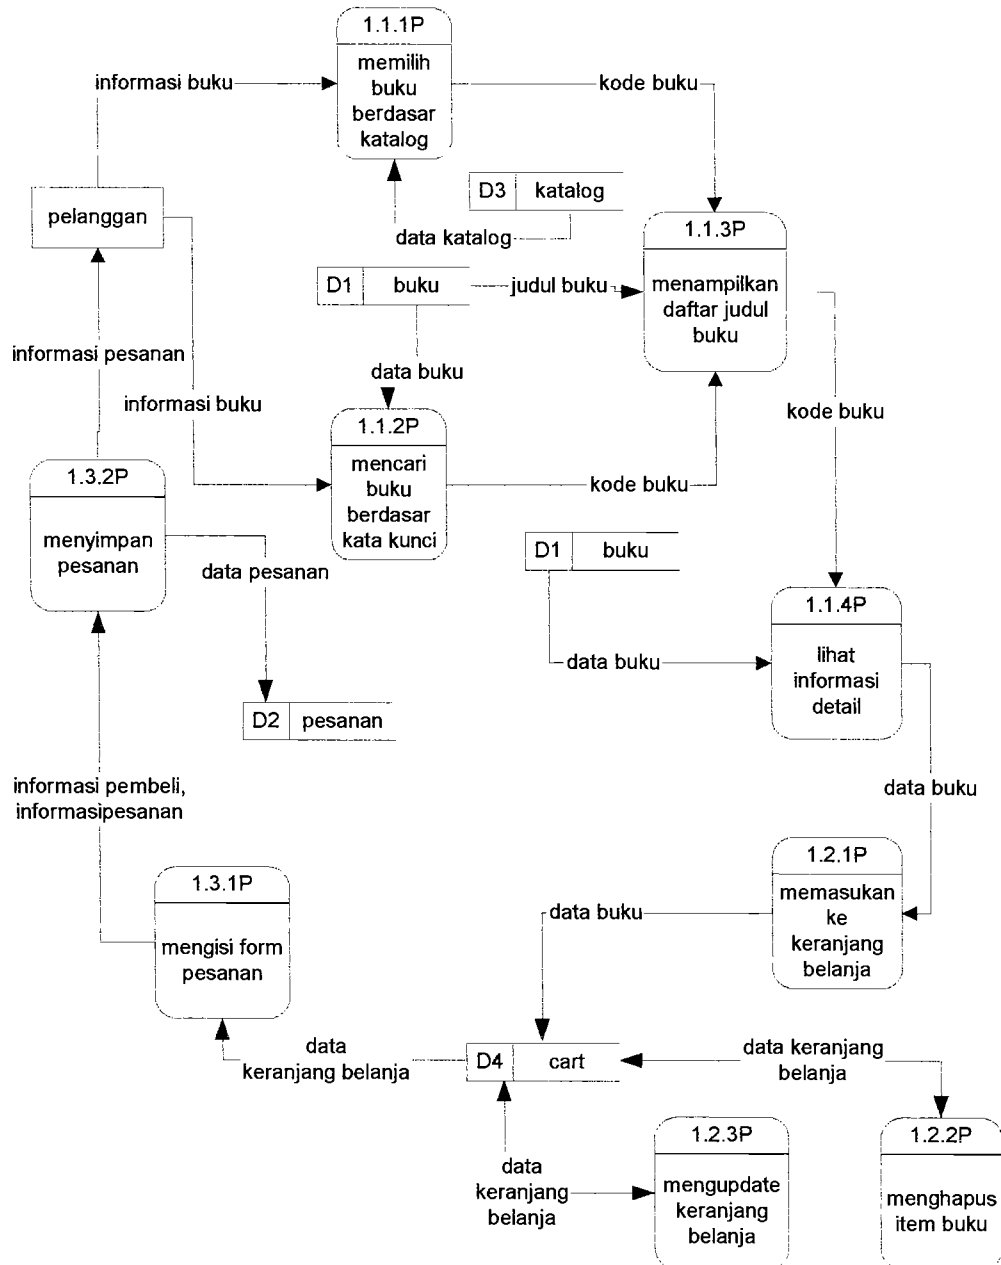 1.1.1P
memilih
buku
berdasar
katalog
informasi buku
kode buku
D3 katalog
pelanggan
data katalog
1.1.3P
menampilkan
daftar judul
buku
D1 buku
judul buku
informasi pesanan
data buku
informasi buku
kode buku
1.1.2P
mencari
buku
berdasar
kata kunci
1.3.2P
menyimpan
pesanan
kode buku
D1 buku
data pesanan
1.1.4P
lihat
informasi
detail
data buku
D2 pesanan
informasi pembeli,
informasipesanan
data buku
1.2.1P
memasukan
ke
keranjang
belanja
1.3.1P
mengisi form
pesanan
data buku
data
keranjang belanja
D4 cart
data keranjang
belanja
1.2.3P
mengupdate
keranjang
belanja
1.2.2P
menghapus
item buku
data
keranjang
belanja